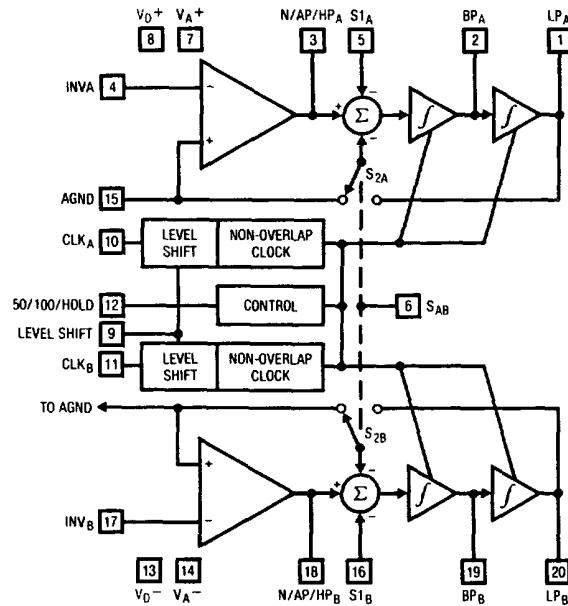 V_D+ V_A+ N/AP/HP_A S1_A BP_A LP_A
8 7 3 5 2 1
INVA 4 − + − ∫ ∫
+ Σ
−
S_2A
AGND 15
CLK_A 10 LEVEL SHIFT NON-OVERLAP CLOCK
50/100/HOLD 12 CONTROL 6 S_AB
LEVEL SHIFT 9
CLK_B 11 LEVEL SHIFT NON-OVERLAP CLOCK
TO AGND
S_2B
+ −
+ Σ ∫ ∫
INV_B 17 − −
13 14 18 16 19 20
V_D− V_A− N/AP/HP_B S1_B BP_B LP_B